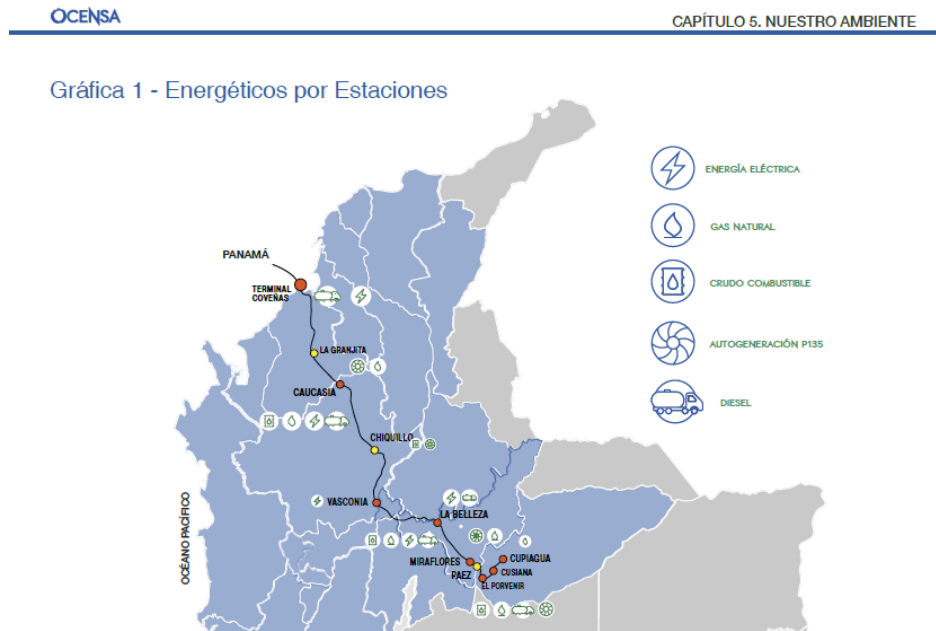 OCENSA
CAPÍTULO 5. NUESTRO AMBIENTE
Gráfica 1 - Energéticos por Estaciones
ENERGÍA ELÉCTRICA
GAS NATURAL
CRUDO COMBUSTIBLE
AUTOGENERACIÓN P135
DIESEL
PANAMÁ
TERMINAL
COVEÑAS
LA GRANJITA
CAUCASIA
CHIQUILLO
VASCONIA
LA BELLEZA
OCÉANO PACÍFICO
MIRAFLORES
CUPIAGUA
PAEZ
CUSIANA
EL PORVENIR